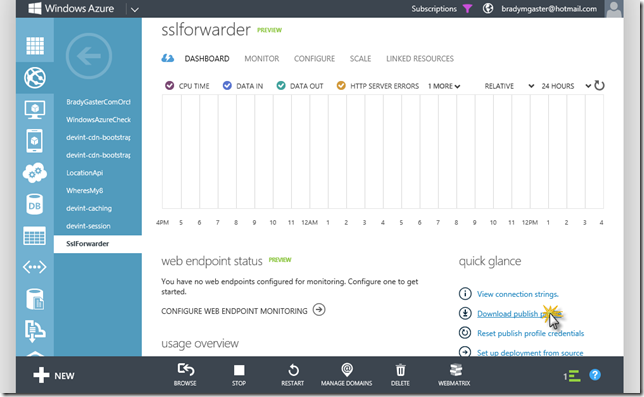 Windows Azure
Subscriptions
bradymgaster@hotmail.com
sslforwarder PREVIEW
DASHBOARD MONITOR CONFIGURE SCALE LINKED RESOURCES
CPU TIME DATA IN DATA OUT HTTP SERVER ERRORS 1 MORE RELATIVE 24 HOURS
BradyGasterComOrcl
WindowsAzureCheck
devint-cdn-bootstrap
devint-cdn-bootstrap
LocationApi
WheresMyB
devint-caching
devint-session
SslForwarder
DB
4PM 5 6 7 8 9 10 11 12AM 1 2 3 4 5 6 7 8 9 10 11 12PM 1 2 3 4
web endpoint status PREVIEW
You have no web endpoints configured for monitoring. Configure one to get
started.
CONFIGURE WEB ENDPOINT MONITORING
usage overview
quick glance
View connection strings.
Download publish
Reset publish profile credentials
Set up deployment from source
NEW
BROWSE
STOP
RESTART
MANAGE DOMAINS
DELETE
WEBMATRIX
1
?